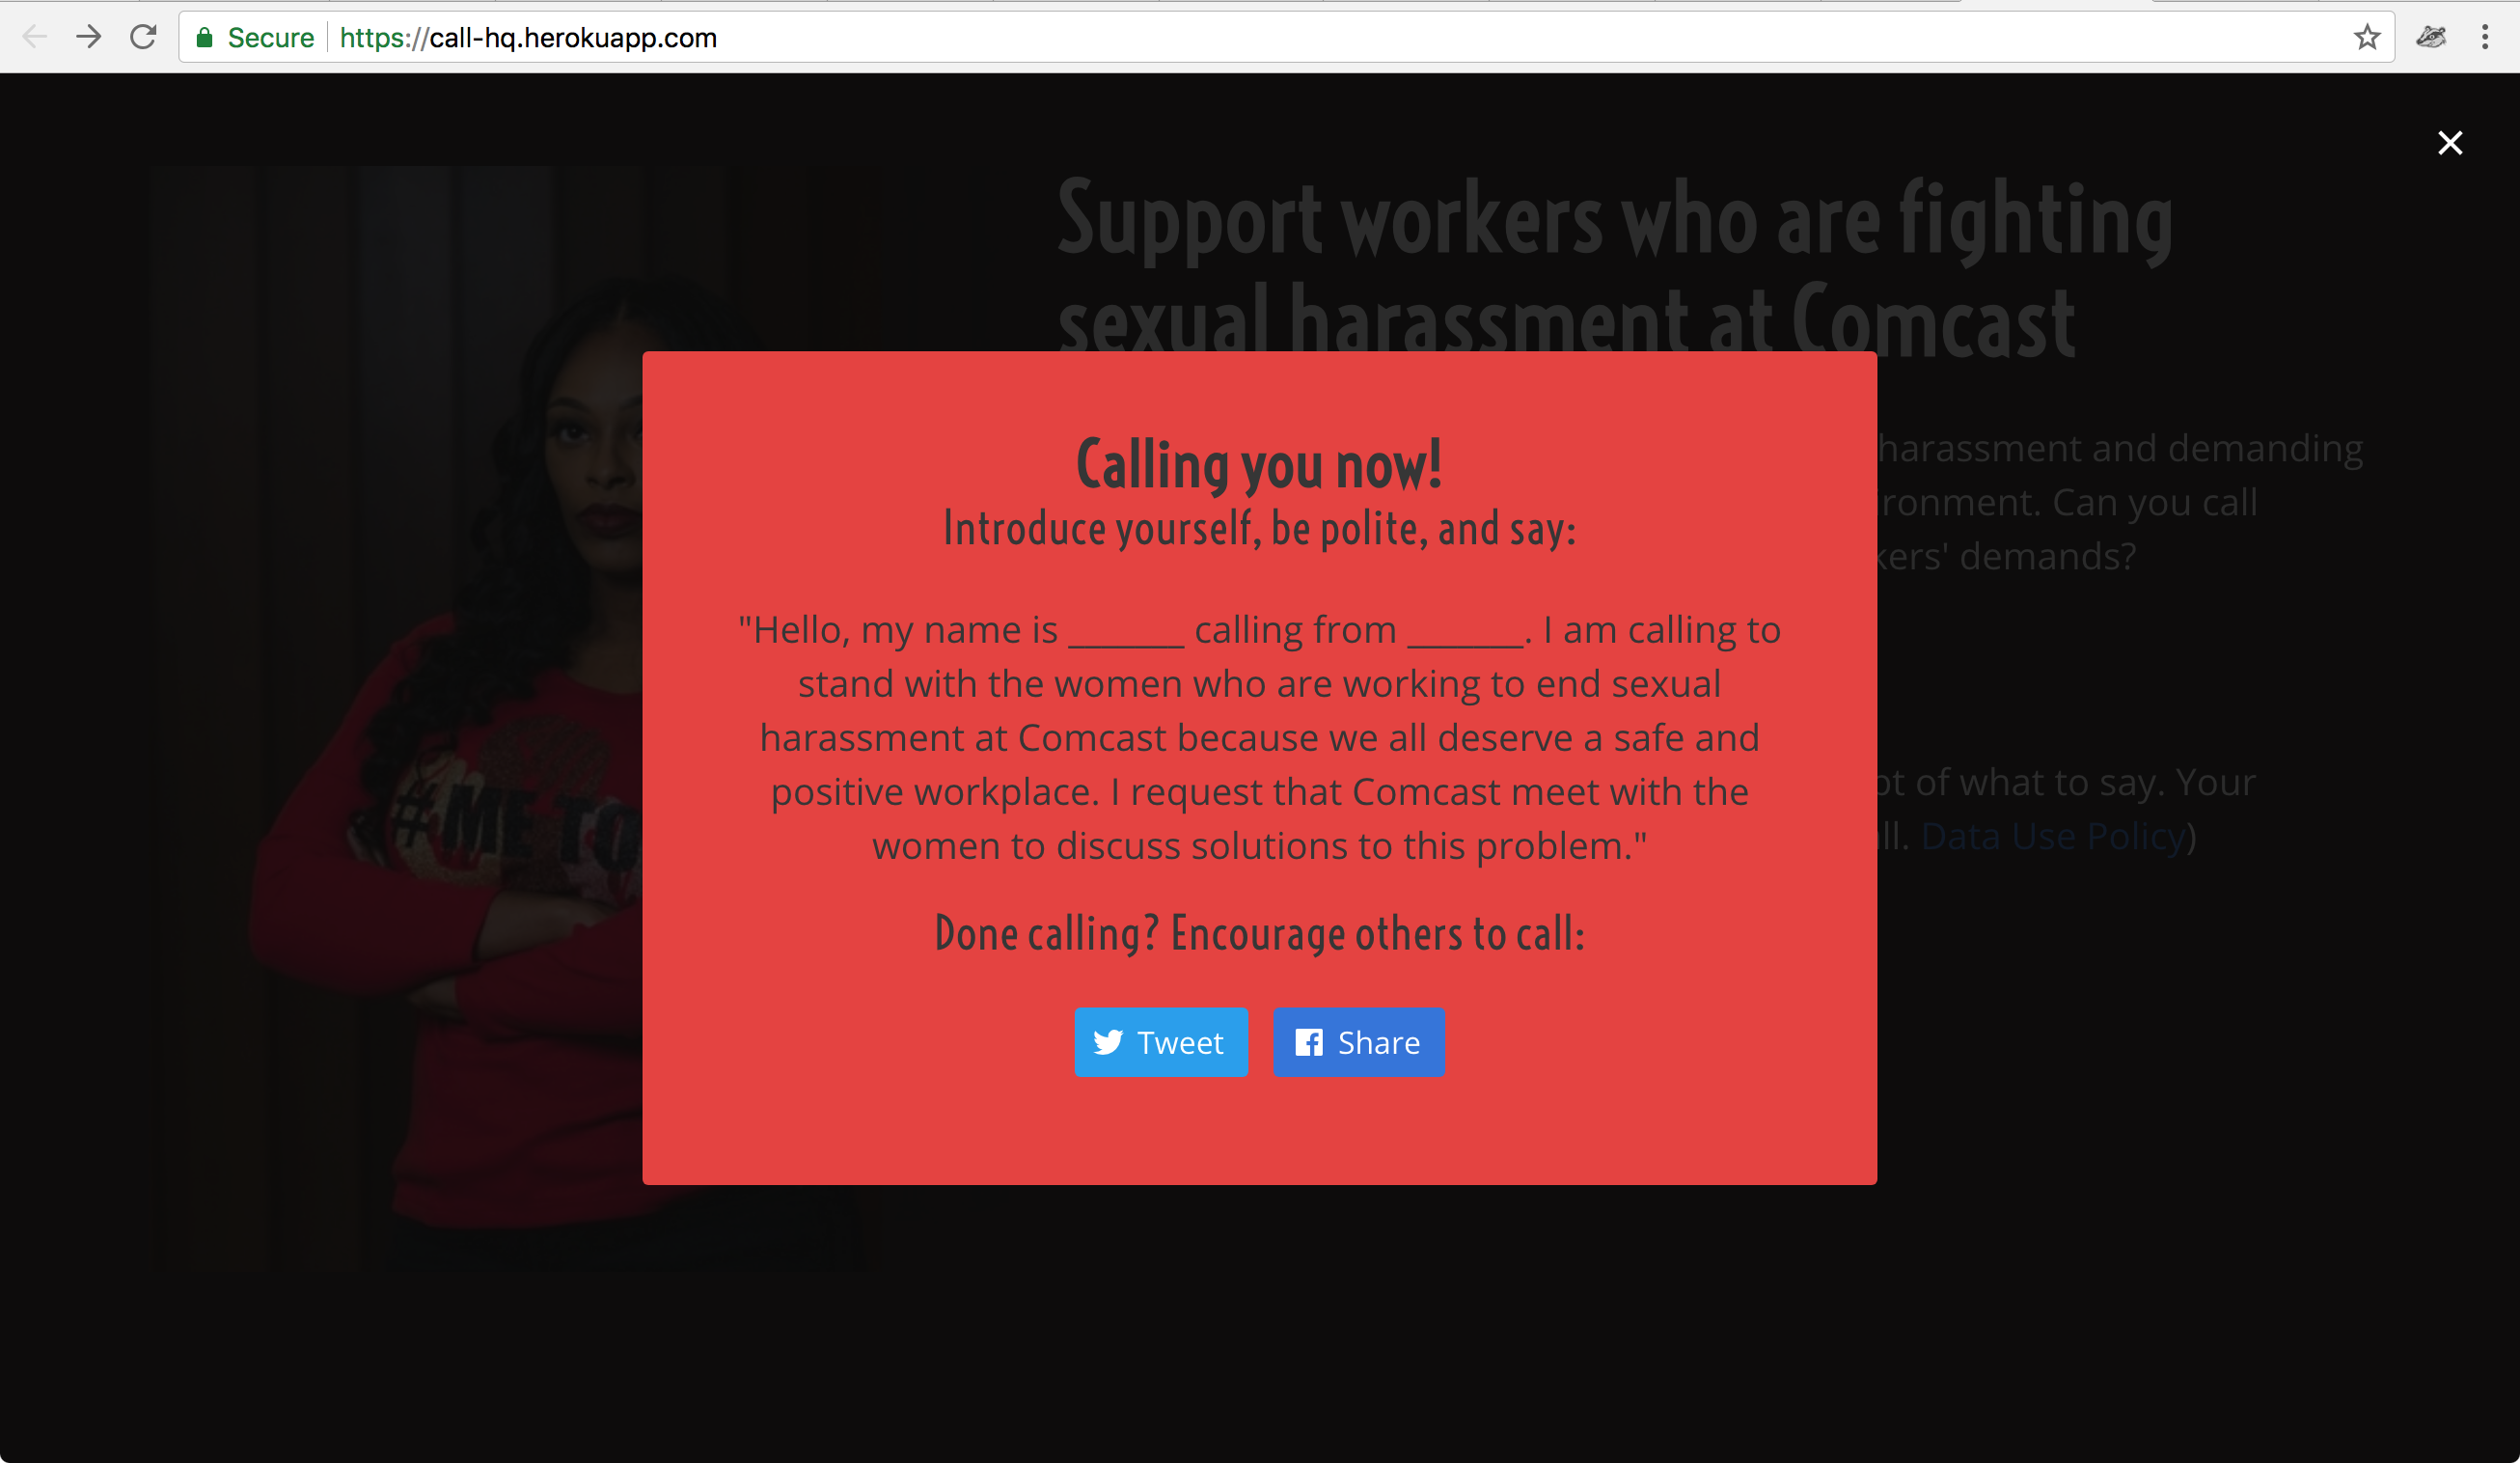 Secure
https://call-hq.herokuapp.com
Support workers who are fighting
sexual harassment at Comcast
harassment and demanding
Can you call
demands?
of what to say. Your
Data Use Policy)
#ME TO
Calling you now!
Introduce yourself, be polite, and say:
"Hello, my name is ______ calling from ______. I am calling to
stand with the women who are working to end sexual
harassment at Comcast because we all deserve a safe and
positive workplace. I request that Comcast meet with the
women to discuss solutions to this problem."
Done calling? Encourage others to call:
Tweet
Share